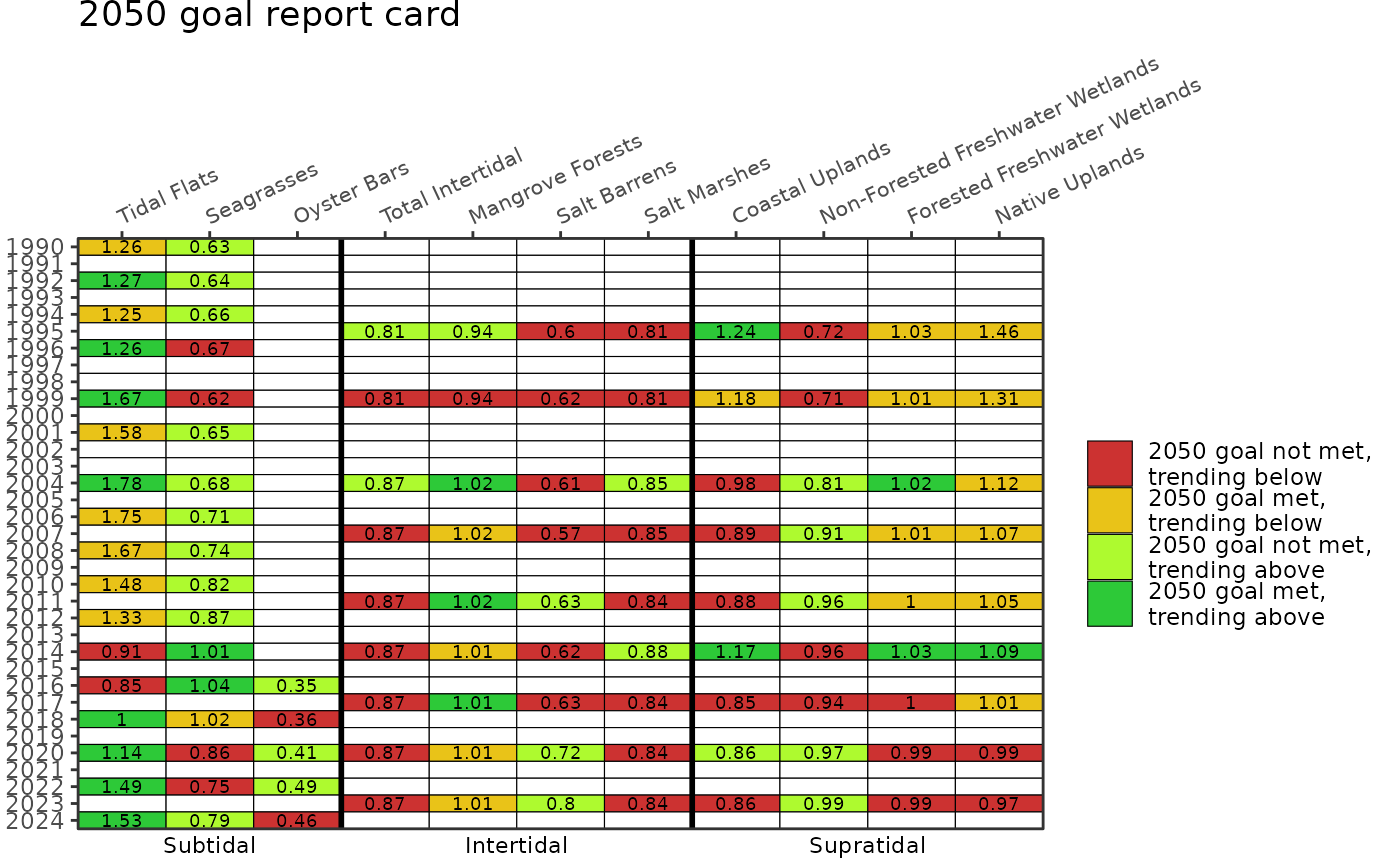 2050 goal report card
Tidal Flats
Seagrasses
Oyster Bars
Total Intertidal
Mangrove Forests
Salt Barrens
Salt Marshes
Coastal Uplands
Non-Forested Freshwater Wetlands
Forested Freshwater Wetlands
Native Uplands
1990 1.26 0.63
1991
1992 1.27 0.64
1993
1994 1.25 0.66
1995 0.81 0.94 0.6 0.81 1.24 0.72 1.03 1.46
1996 1.26 0.67
1997
1998
1999 1.67 0.62 0.81 0.94 0.62 0.81 1.18 0.71 1.01 1.31
2000
2001 1.58 0.65
2002
2003
2004 1.78 0.68 0.87 1.02 0.61 0.85 0.98 0.81 1.02 1.12
2005
2006 1.75 0.71
2007 0.87 1.02 0.57 0.85 0.89 0.91 1.01 1.07
2008 1.67 0.74
2009
2010 1.48 0.82
2011 0.87 1.02 0.63 0.84 0.88 0.96 1 1.05
2012 1.33 0.87
2013
2014 0.91 1.01 0.87 1.01 0.62 0.88 1.17 0.96 1.03 1.09
2015
2016 0.85 1.04 0.35
2017 0.87 1.01 0.63 0.84 0.85 0.94 1 1.01
2018 1 1.02 0.36
2019
2020 1.14 0.86 0.41 0.87 1.01 0.72 0.84 0.86 0.97 0.99 0.99
2021
2022 1.49 0.75 0.49
2023 0.87 1.01 0.8 0.84 0.86 0.99 0.99 0.97
2024 1.53 0.79 0.46
Subtidal Intertidal Supratidal
2050 goal not met,
trending below
2050 goal met,
trending below
2050 goal not met,
trending above
2050 goal met,
trending above